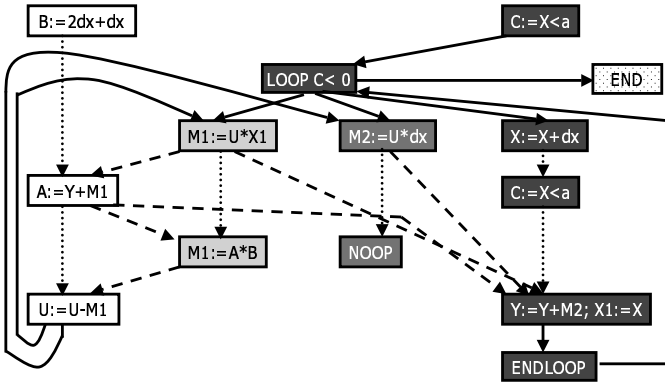 B:=2dx+dx
C:=X<a
LOOP C< 0
END
M1:=U*X1
M2:=U*dx
X:=X+dx
A:=Y+M1
C:=X<a
M1:=A*B
NOOP
U:=U-M1
Y:=Y+M2; X1:=X
ENDLOOP